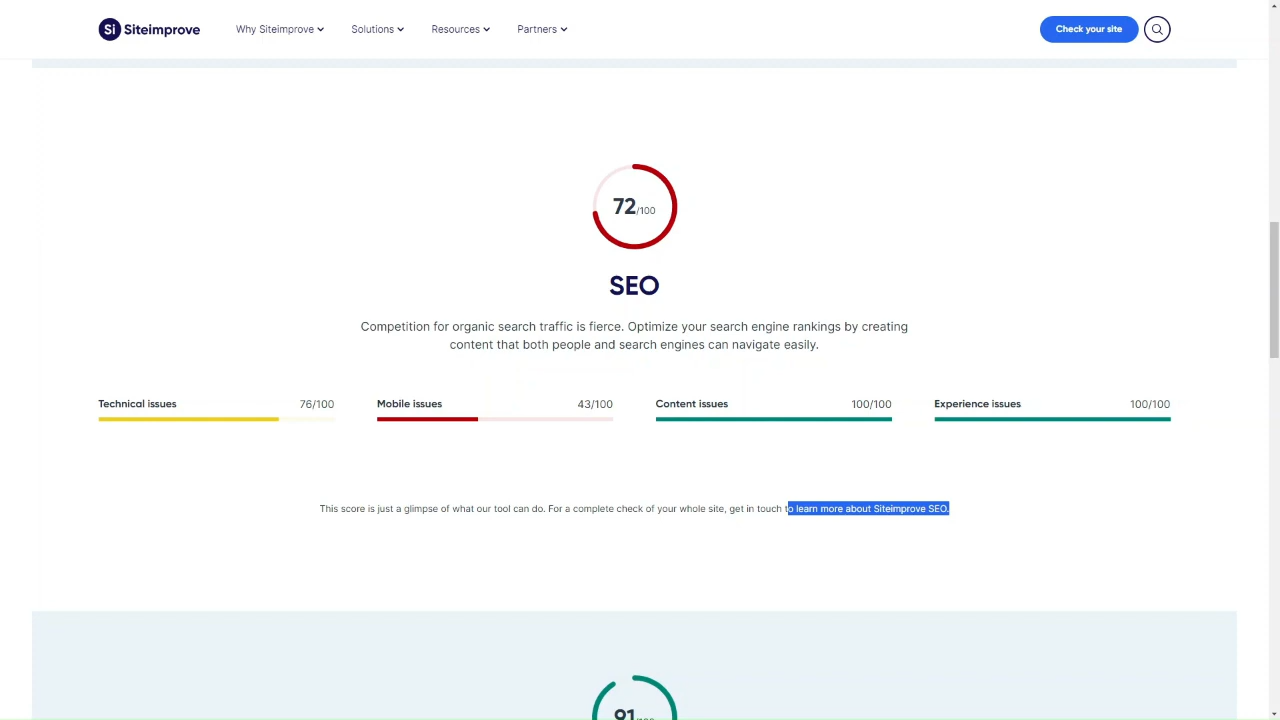 Si Siteimprove
Why Siteimprove
Solutions
Resources
Partners
Check your site
72/100
SEO
Competition for organic search traffic is fierce. Optimize your search engine rankings by creating
content that both people and search engines can navigate easily.
Technical issues 76/100
Mobile issues 43/100
Content issues 100/100
Experience issues 100/100
This score is just a glimpse of what our tool can do. For a complete check of your whole site, get in touch to learn more about Siteimprove SEO.
91/100